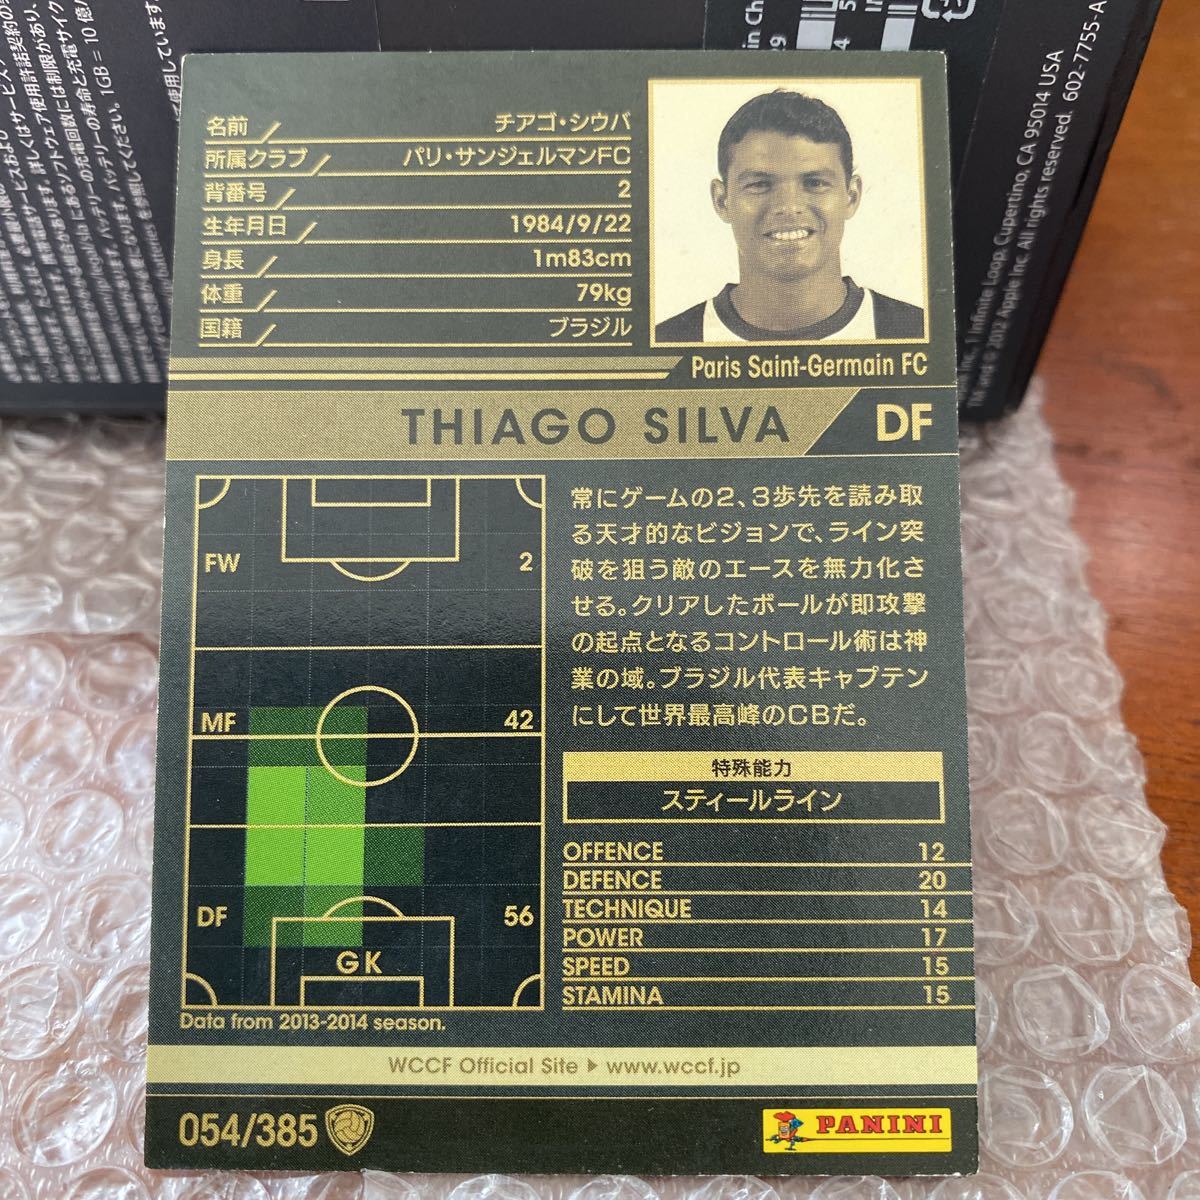 TM and © 2002 Apple Inc. All rights reserved. 602-7755-A
1 Infinite Loop, Cupertino, CA 95014 USA
名前 チアゴ・シウバ
所属クラブ パリ・サンジェルマンFC
背番号 2
生年月日 1984/9/22
身長 1m83cm
体重 79kg
国籍 ブラジル
Paris Saint-Germain FC
THIAGO SILVA DF
FW 2
MF 42
DF 56
GK
Data from 2013-2014 season.
常にゲームの2、3歩先を読み取
る天才的なビジョンで、ライン突
破を狙う敵のエースを無力化さ
せる。クリアしたボールが即攻撃
の起点となるコントロール術は神
業の域。ブラジル代表キャプテン
にして世界最高峰のCBだ。
特殊能力
スティールライン
OFFENCE 12
DEFENCE 20
TECHNIQUE 14
POWER 17
SPEED 15
STAMINA 15
WCCF Official Site ▶ www.wccf.jp
054/385
PANINI